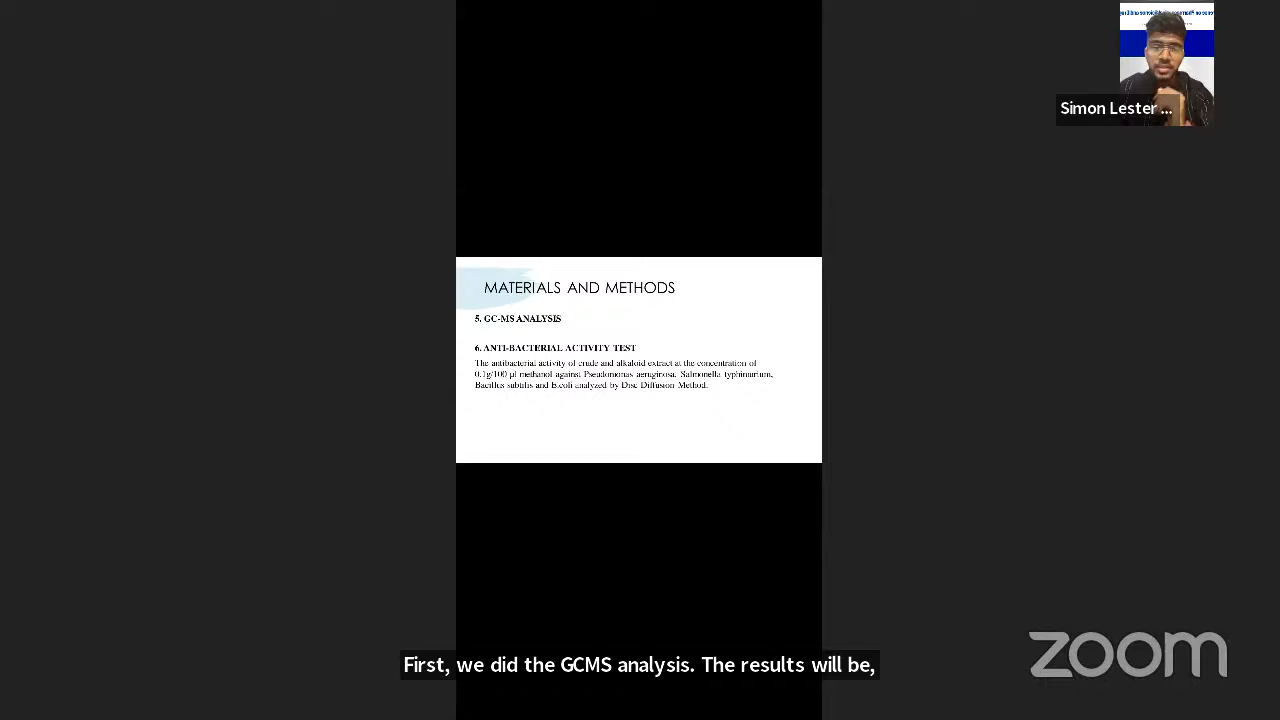 Simon Lester ...
MATERIALS AND METHODS
5. GC-MS ANALYSIS
6. ANTI-BACTERIAL ACTIVITY TEST
The antibacterial activity of crude and alkaloid extract at the concentration of
0.1g/100 µl methanol against Pseudomonas aeruginosa, Salmonella typhimurium,
Bacillus subtilis and E.coli analyzed by Disc Diffusion Method.
First, we did the GCMS analysis. The results will be,
zoom